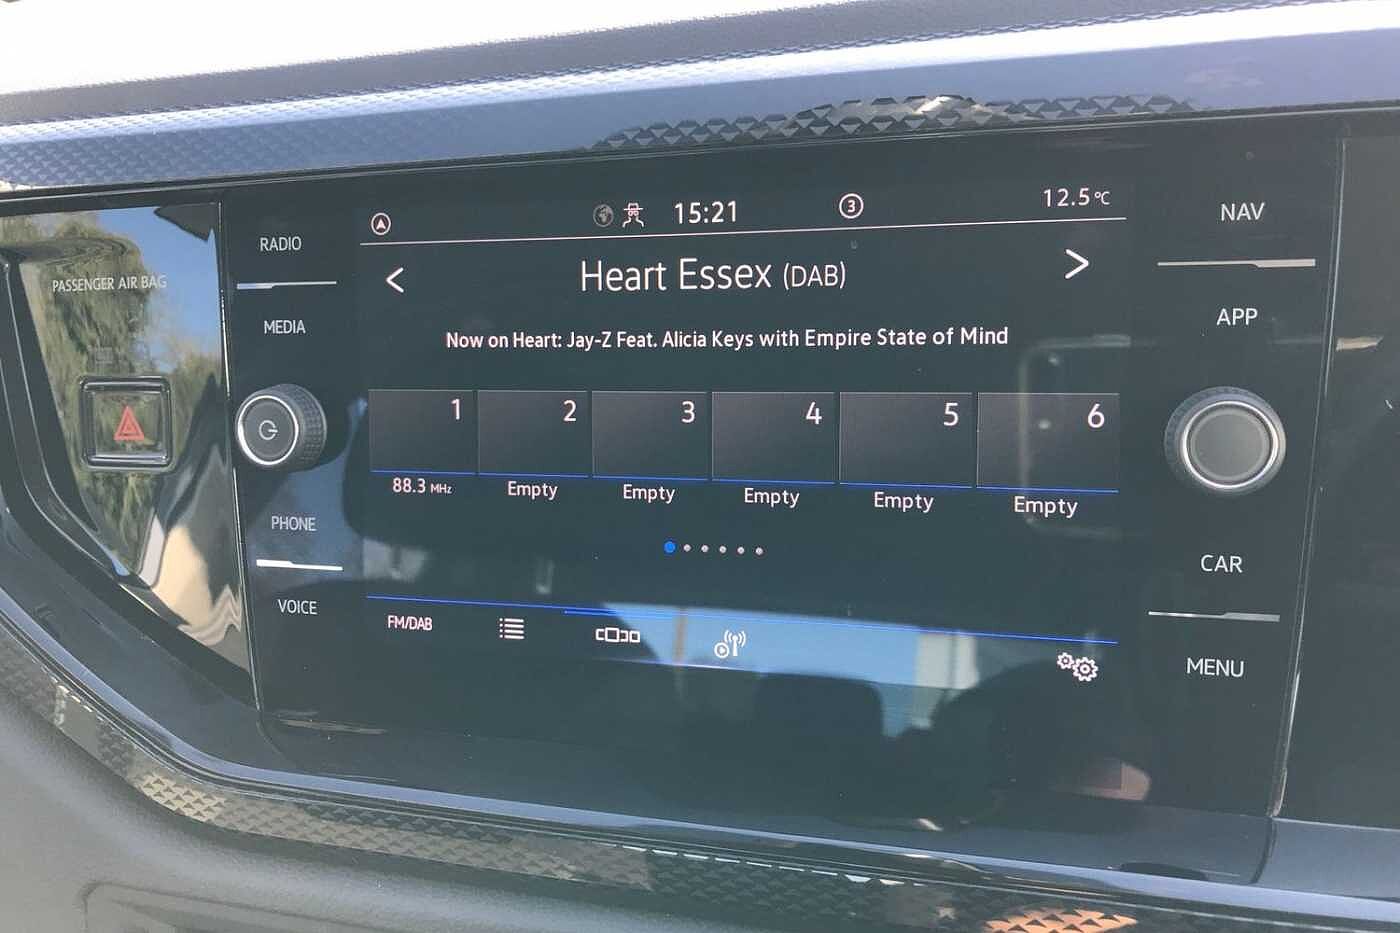 PASSENGER AIR BAG
RADIO
MEDIA
PHONE
VOICE
15:21
3
12.5 °C
< Heart Essex (DAB) >
Now on Heart: Jay-Z Feat. Alicia Keys with Empire State of Mind
1 2 3 4 5 6
88.3 MHz Empty Empty Empty Empty Empty
FM/DAB
NAV
APP
CAR
MENU